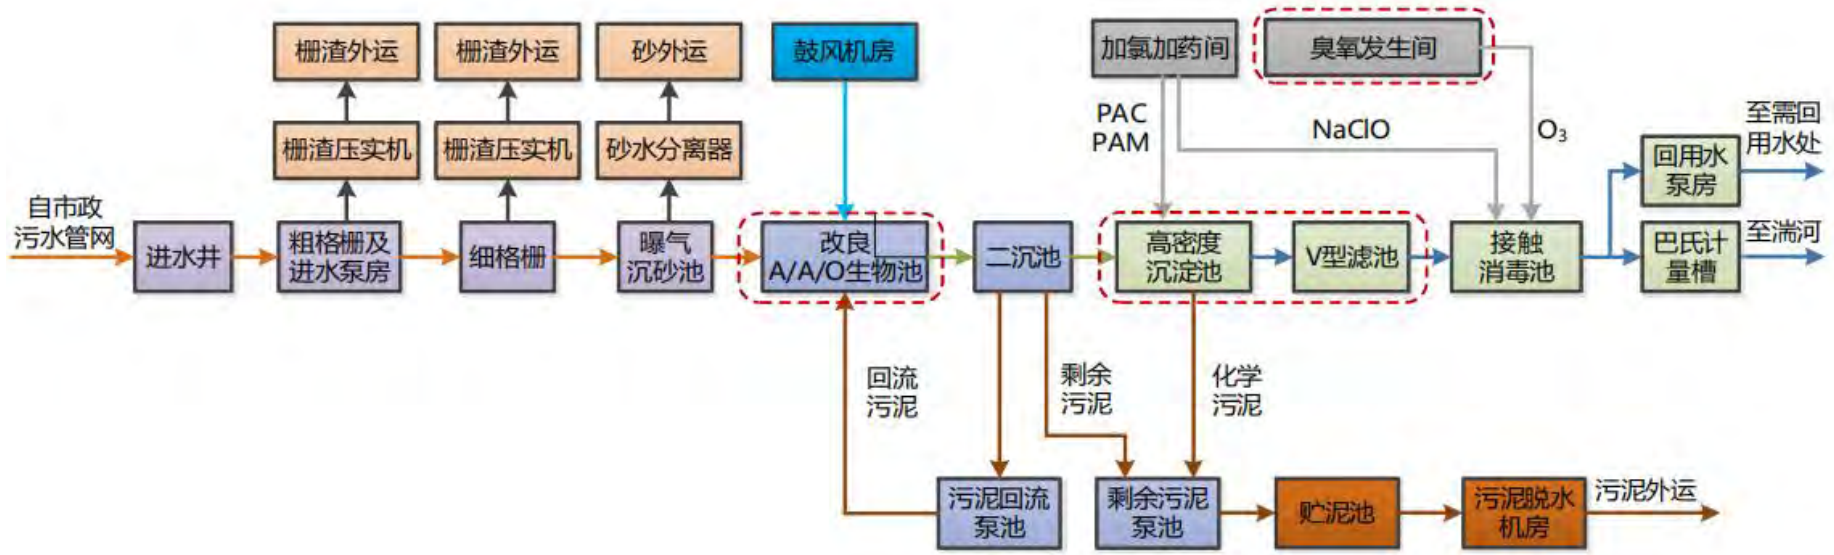 栅渣外运
栅渣外运
砂外运
鼓风机房
加氯加药间
臭氧发生间
栅渣压实机
栅渣压实机
砂水分离器
PAC
PAM
NaClO
O₃
至需回
用水处
回用水
泵房
自市政
污水管网
进水井
粗格栅及
进水泵房
细格栅
曝气
沉砂池
改良
A/A/O生物池
二沉池
高密度
沉淀池
V型滤池
接触
消毒池
巴氏计
量槽
至湍河
回流
污泥
剩余
污泥
化学
污泥
污泥回流
泵池
剩余污泥
泵池
贮泥池
污泥脱水
机房
污泥外运